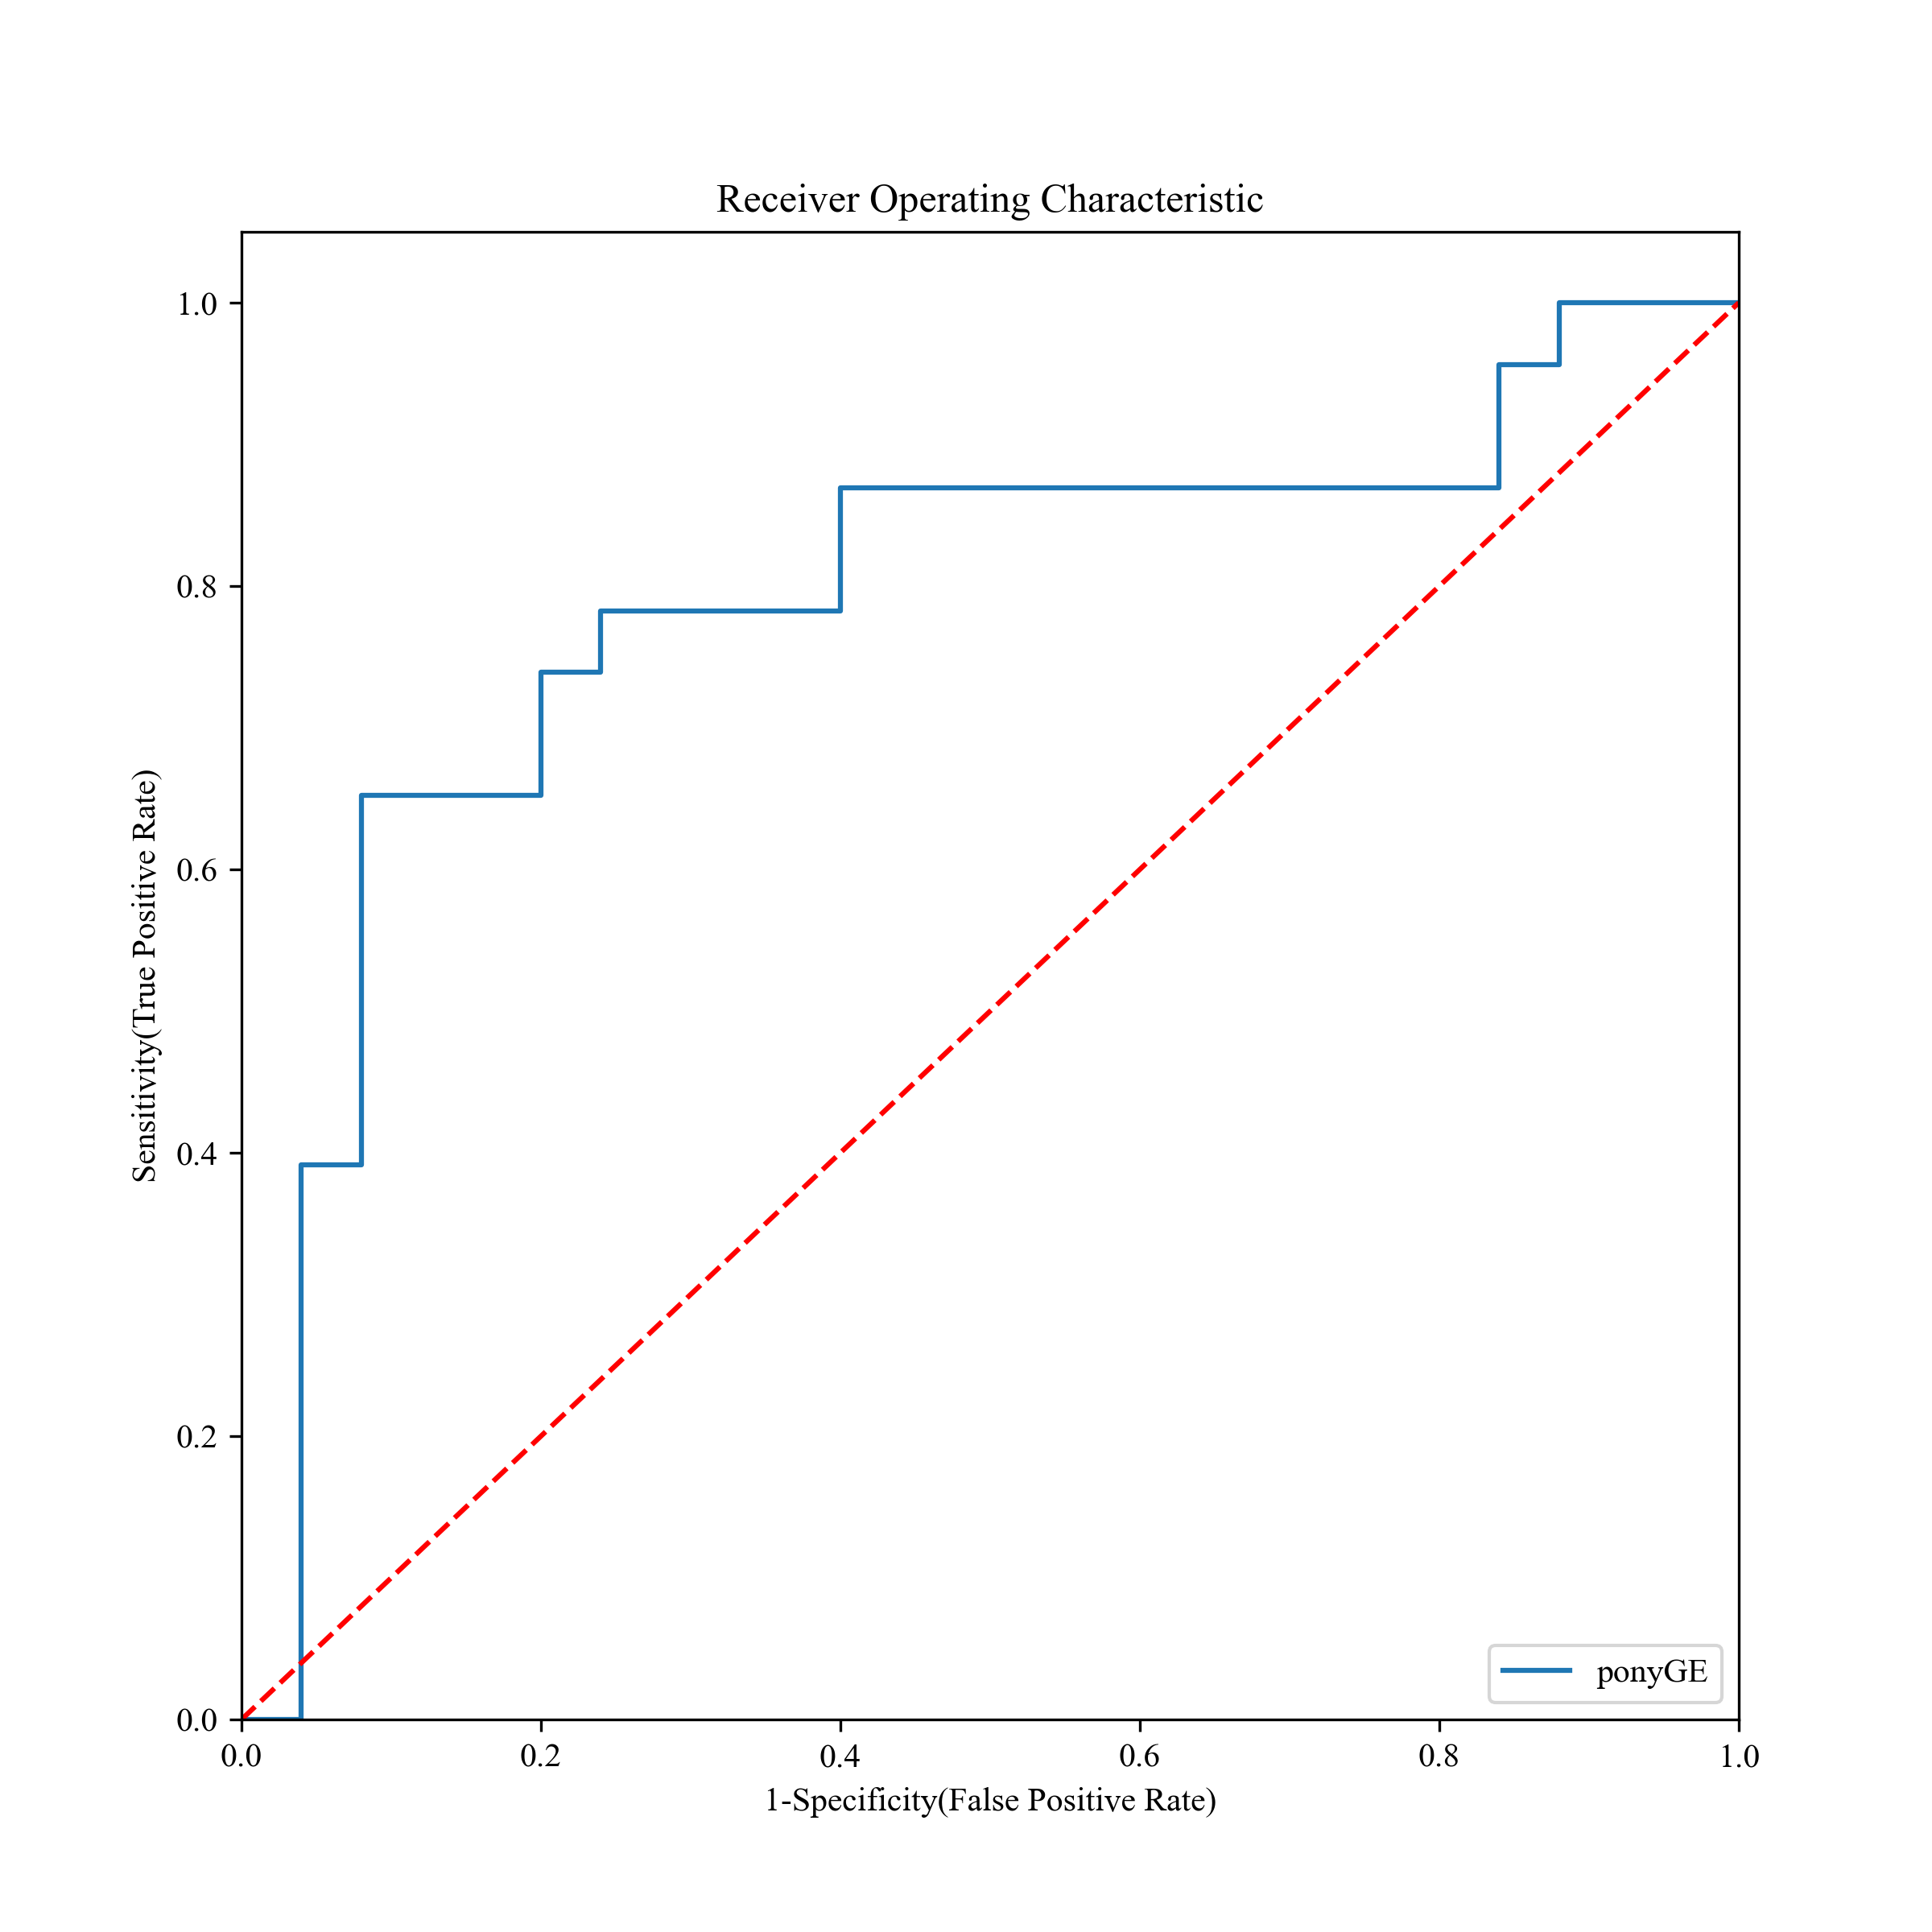 Receiver Operating Characteristic
1.0
0.8
0.6
0.4
0.2
0.0
Sensitivity(True Positive Rate)
0.0 0.2 0.4 0.6 0.8 1.0
1-Specificity(False Positive Rate)
ponyGE